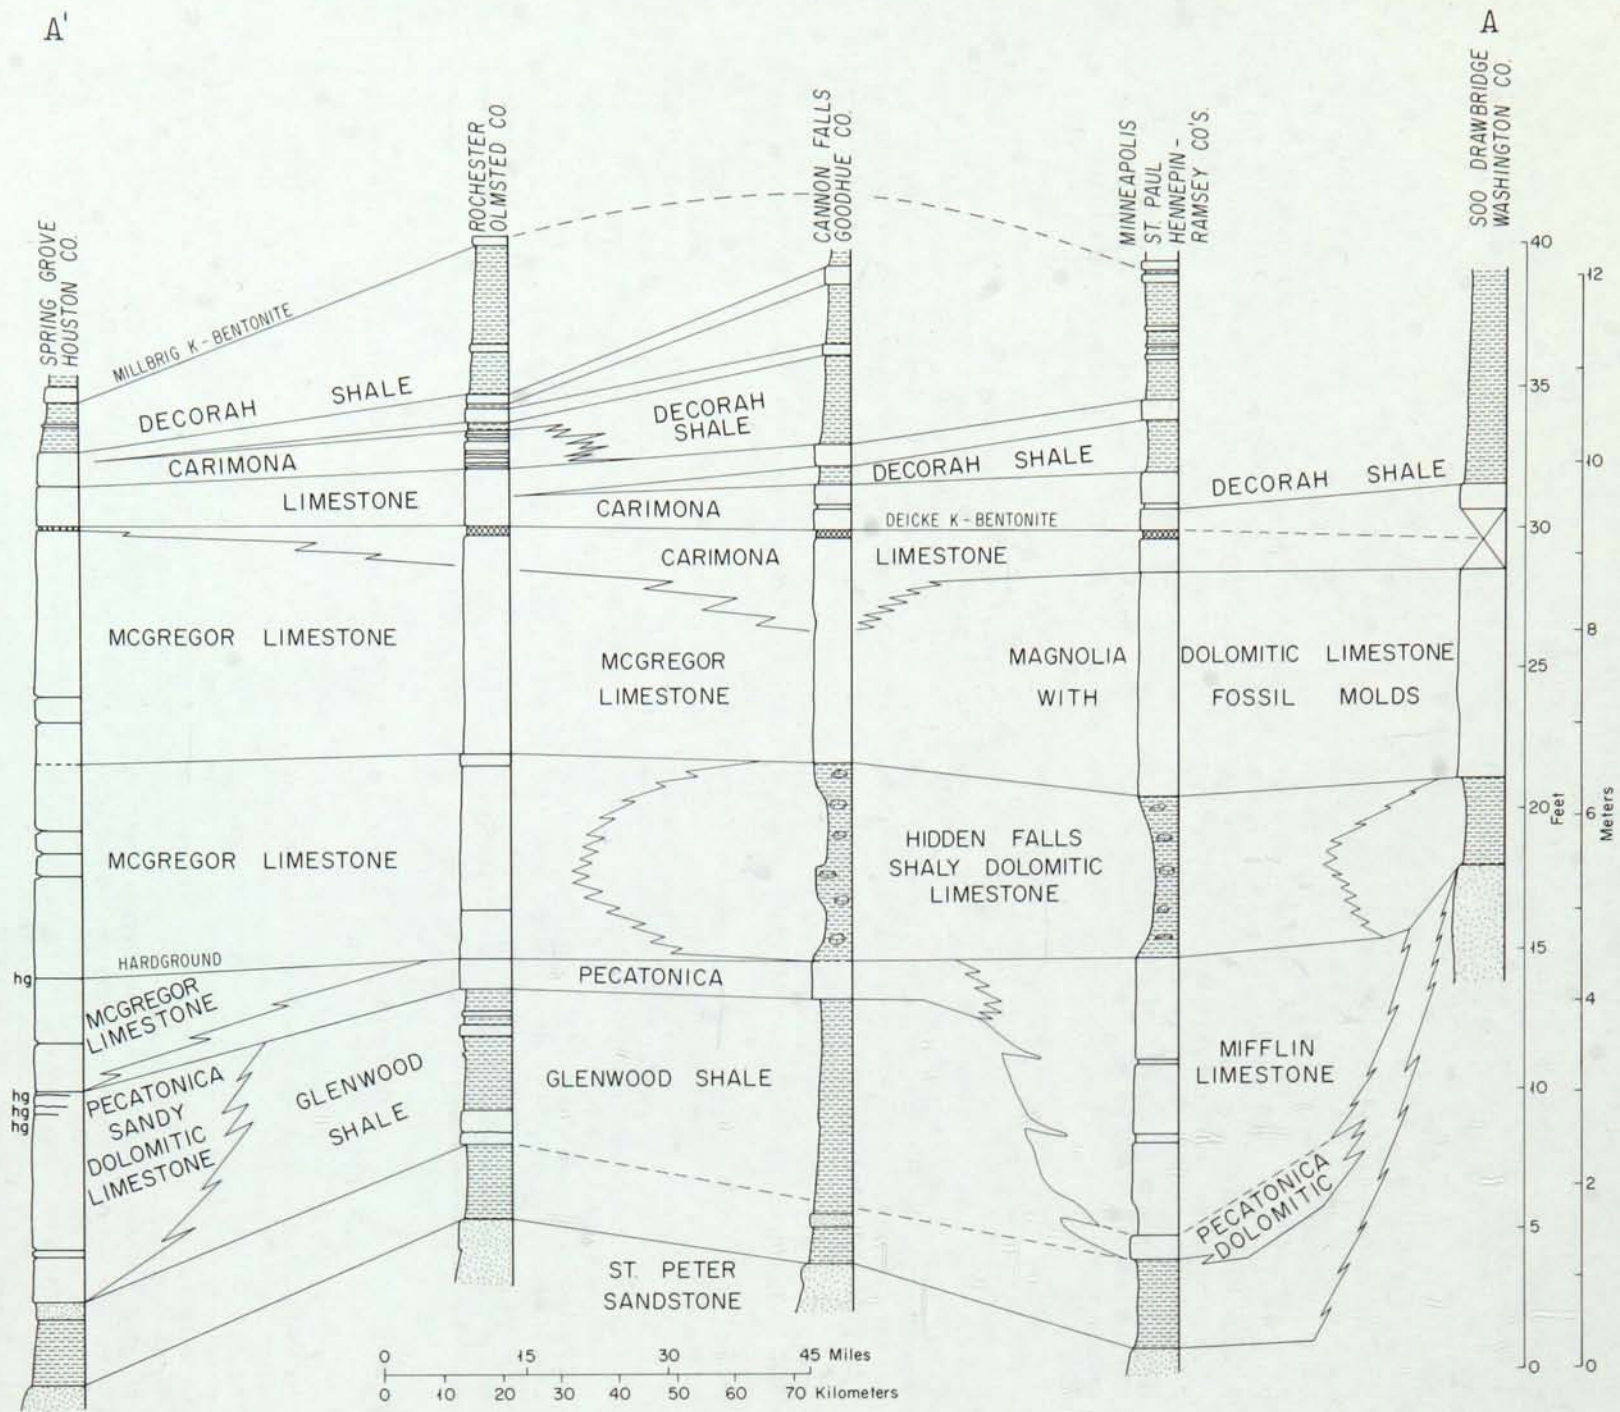 A'
A
SPRING GROVE
HOUSTON CO.
ROCHESTER
OLMSTED CO
CANNON FALLS
GOODHUE CO.
MINNEAPOLIS
ST. PAUL
HENNEPIN-
RAMSEY CO'S.
SOO DRAWBRIDGE
WASHINGTON CO.
MILLBRIG K-BENTONITE
DECORAH SHALE
DECORAH
SHALE
CARIMONA
LIMESTONE
CARIMONA
DECORAH SHALE
DECORAH SHALE
DEICKE K-BENTONITE
CARIMONA LIMESTONE
MCGREGOR LIMESTONE
MCGREGOR
LIMESTONE
MAGNOLIA DOLOMITIC LIMESTONE
WITH FOSSIL MOLDS
MCGREGOR LIMESTONE
HIDDEN FALLS
SHALY DOLOMITIC
LIMESTONE
HARDGROUND
hg
MCGREGOR
LIMESTONE
PECATONICA
hg
hg
hg
PECATONICA
SANDY
DOLOMITIC
LIMESTONE
GLENWOOD
SHALE
GLENWOOD SHALE
MIFFLIN
LIMESTONE
PECATONICA
DOLOMITIC
ST. PETER
SANDSTONE
0 15 30 45 Miles
0 10 20 30 40 50 60 70 Kilometers
40
35
30
25
20
15
10
5
0
Feet
12
10
8
6
4
2
0
Meters